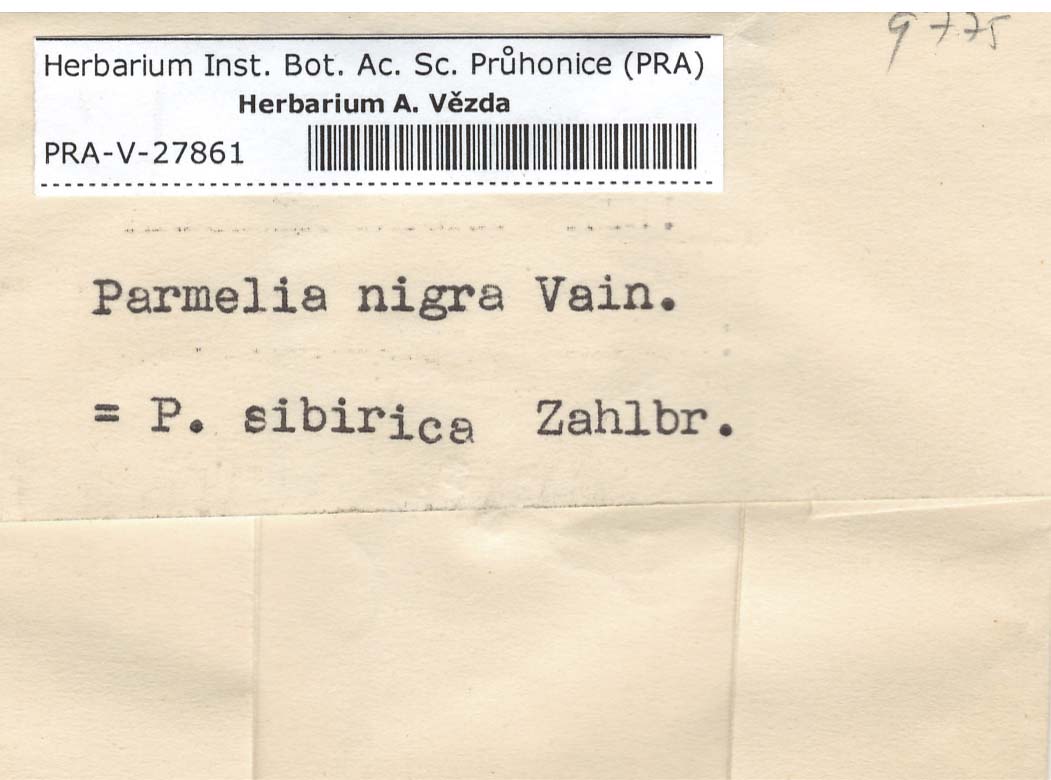 9775
Herbarium Inst. Bot. Ac. Sc. Průhonice (PRA)
Herbarium A. Vězda
PRA-V-27861
Parmelia nigra Vain.
= P. sibirica Zahlbr.